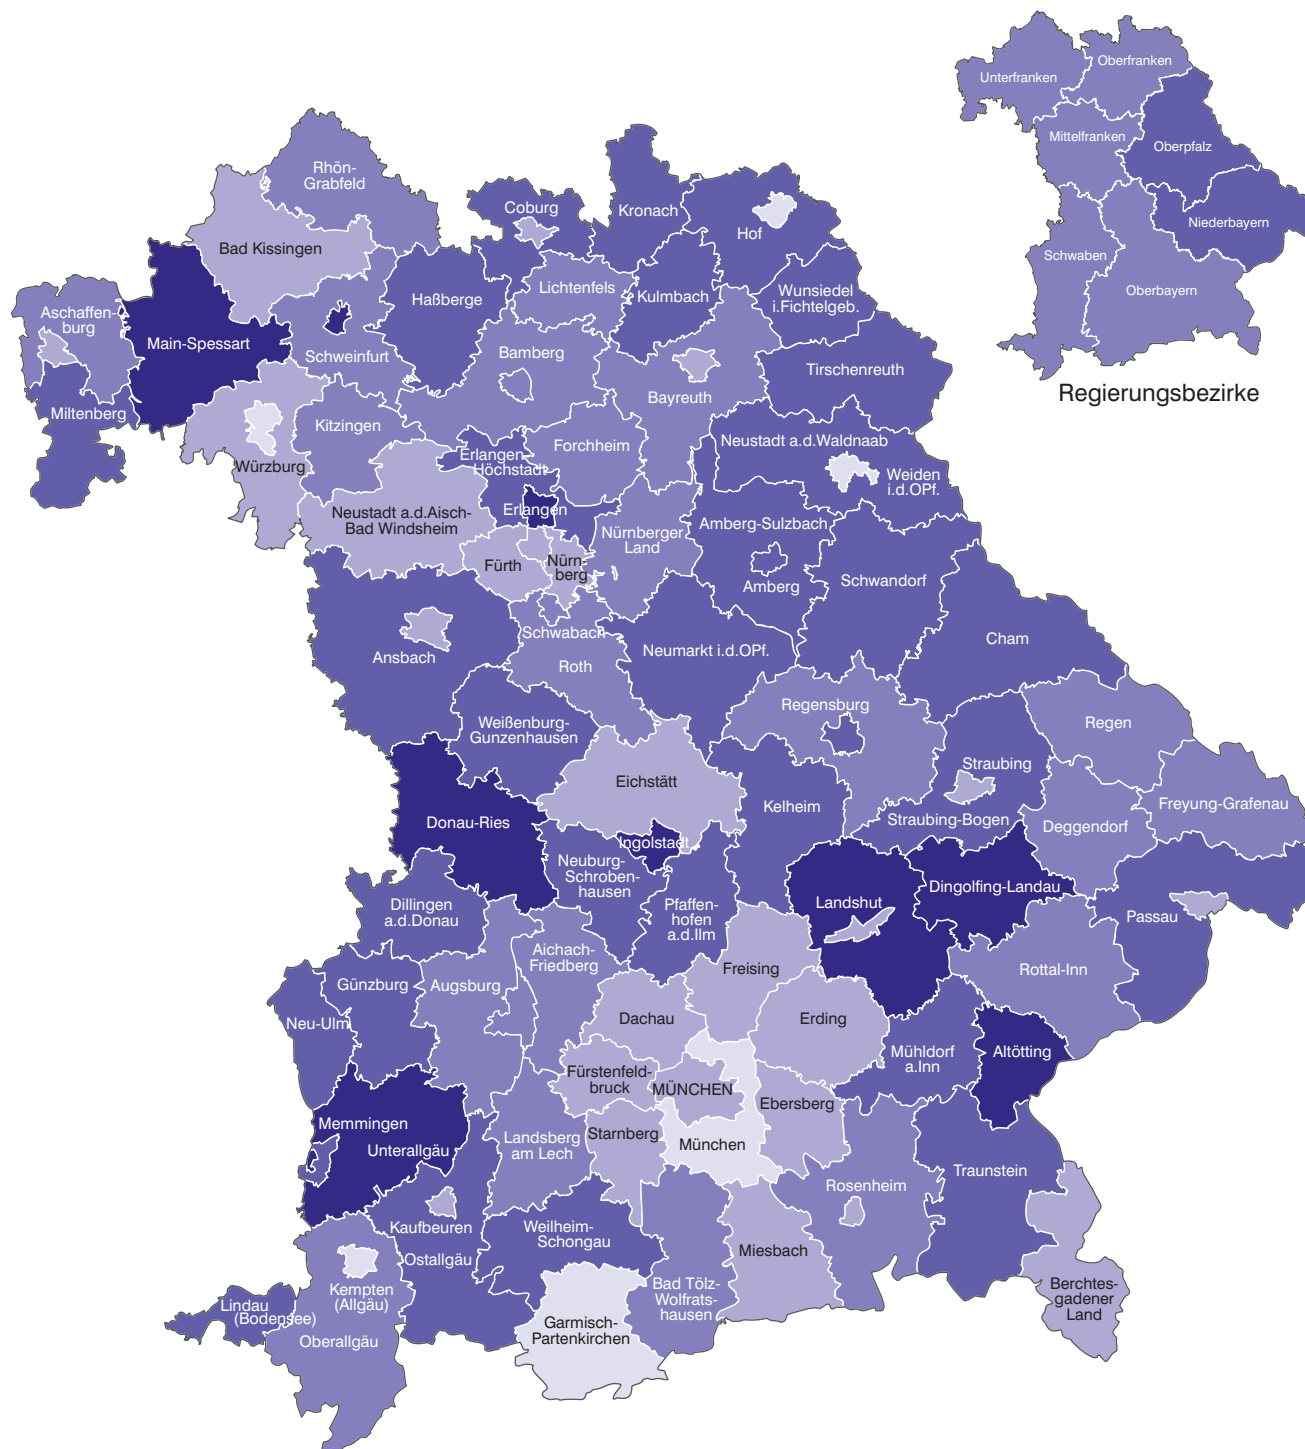 Oberfranken
Unterfranken
Mittelfranken
Oberpfalz
Niederbayern
Schwaben
Oberbayern
Regierungsbezirke
Rhön-
Grabfeld
Coburg
Kronach
Hof
Bad Kissingen
Lichtenfels
Haßberge
Kulmbach
Wunsiedel
i.Fichtelgeb.
Aschaffen-
burg
Main-Spessart
Schweinfurt
Bamberg
Tirschenreuth
Bayreuth
Miltenberg
Kitzingen
Forchheim
Neustadt a.d.Waldnaab
Erlangen-
Höchstadt
Würzburg
Weiden
i.d.OPf.
Neustadt a.d.Aisch-
Bad Windsheim
Erlangen
Nürnberger
Land
Amberg-Sulzbach
Fürth
Nürn-
berg
Amberg
Schwandorf
Schwabach
Roth
Ansbach
Neumarkt i.d.OPf.
Cham
Regensburg
Regen
Weißenburg-
Gunzenhausen
Straubing
Eichstätt
Kelheim
Freyung-Grafenau
Donau-Ries
Straubing-Bogen
Deggendorf
Ingolstadt
Neuburg-
Schroben-
hausen
Dingolfing-Landau
Dillingen
a.d.Donau
Pfaffen-
hofen
a.d.Ilm
Landshut
Passau
Aichach-
Friedberg
Freising
Rottal-Inn
Günzburg
Augsburg
Neu-Ulm
Dachau
Erding
Mühldorf
a.Inn
Altötting
Fürstenfeld-
bruck
MÜNCHEN
Ebersberg
Memmingen
Unterallgäu
Landsberg
am Lech
Starnberg
München
Traunstein
Rosenheim
Kaufbeuren
Ostallgäu
Weilheim-
Schongau
Miesbach
Kempten
(Allgäu)
Bad Tölz-
Wolfrats-
hausen
Berchtes-
gadener
Land
Lindau
(Bodensee)
Garmisch-
Partenkirchen
Oberallgäu